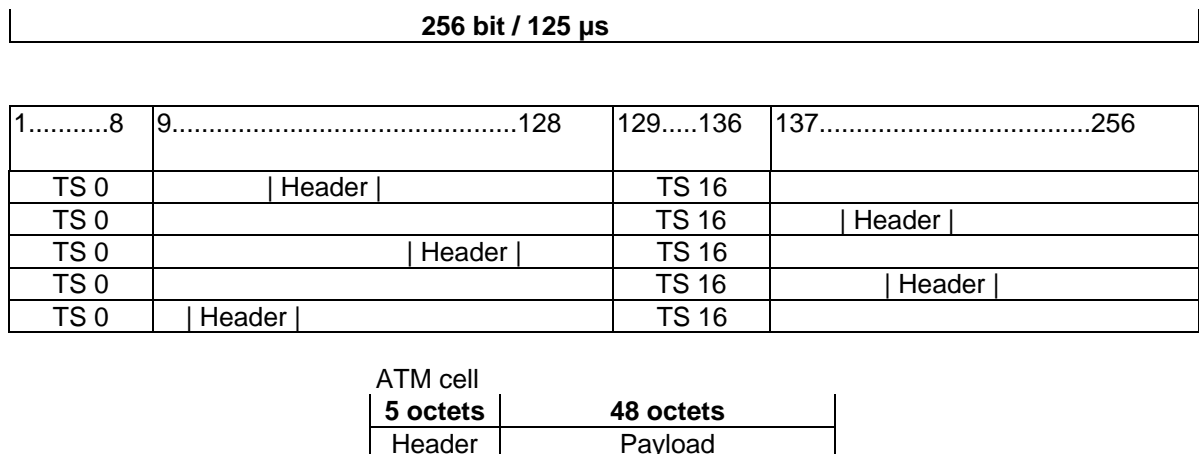 256 bit / 125 µs
1...........8 9...............................................128 129.....136 137.....................................256
TS 0 | Header | TS 16
TS 0 TS 16 | Header |
TS 0 | Header | TS 16
TS 0 TS 16 | Header |
TS 0 | Header | TS 16
ATM cell
5 octets 48 octets
Header Payload